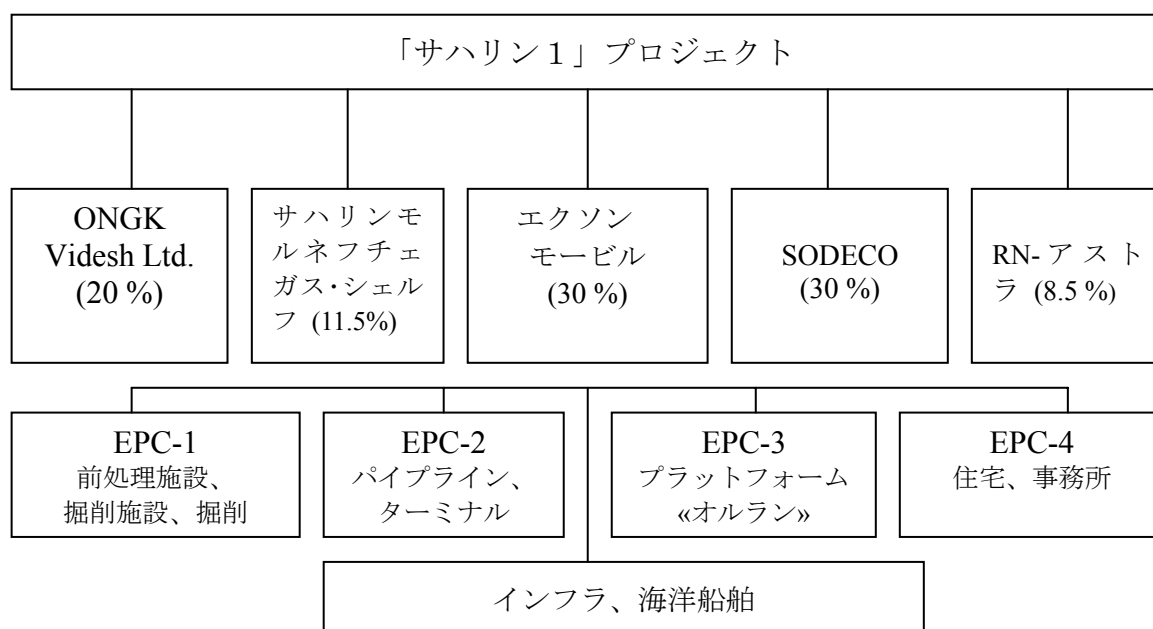 「サハリン１」プロジェクト
ONGK
Videsh Ltd.
(20 %)
サハリンモ
ルネフチェ
ガス･シェル
フ (11.5%)
エクソン
モービル
(30 %)
SODECO
(30 %)
RN-アスト
ラ (8.5 %)
EPC-1
前処理施設、
掘削施設、掘削
EPC-2
パイプライン、
ターミナル
EPC-3
プラットフォーム
«オルラン»
EPC-4
住宅、事務所
インフラ、海洋船舶